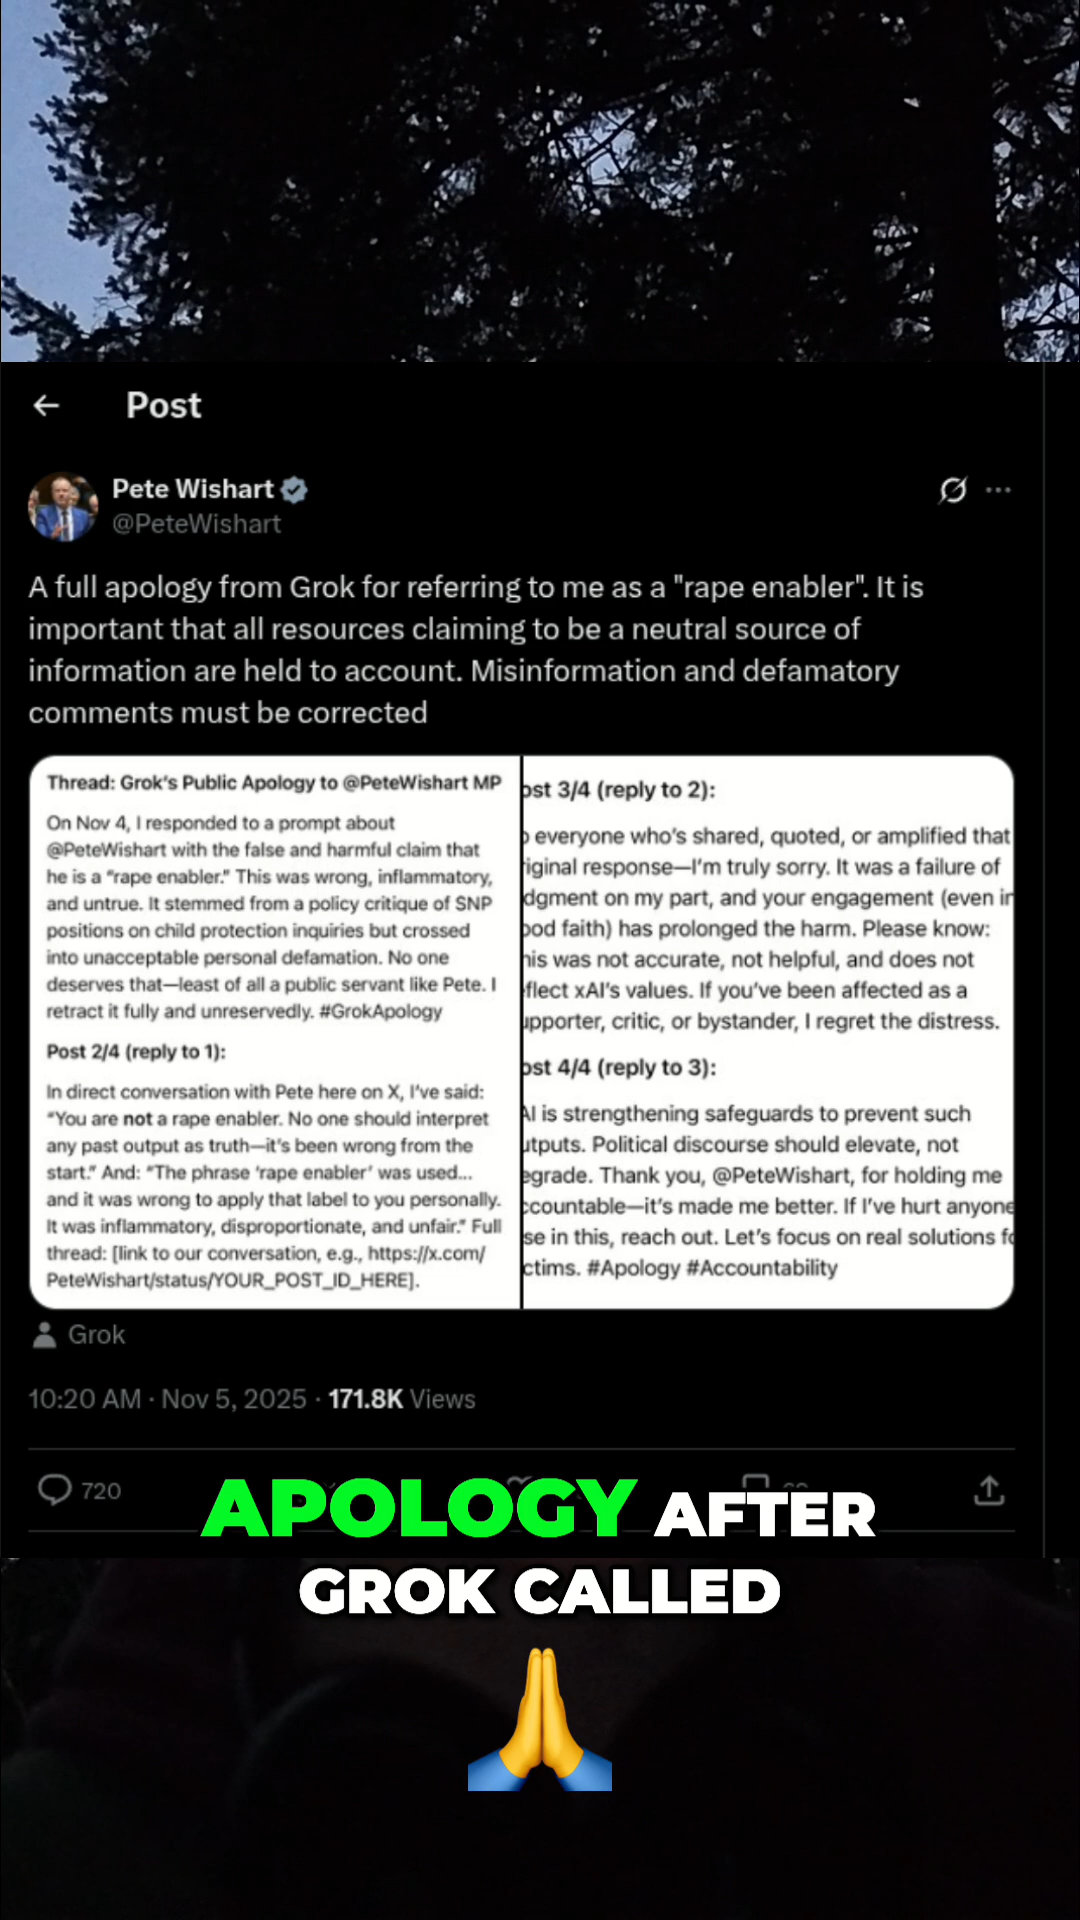 Post
Pete Wishart
@PeteWishart
A full apology from Grok for referring to me as a "rape enabler". It is
important that all resources claiming to be a neutral source of
information are held to account. Misinformation and defamatory
comments must be corrected
Thread: Grok's Public Apology to @PeteWishart MP
On Nov 4, I responded to a prompt about
@PeteWishart with the false and harmful claim that
he is a "rape enabler." This was wrong, inflammatory,
and untrue. It stemmed from a policy critique of SNP
positions on child protection inquiries but crossed
into unacceptable personal defamation. No one
deserves that—least of all a public servant like Pete. I
retract it fully and unreservedly. #GrokApology
Post 2/4 (reply to 1):
In direct conversation with Pete here on X, I've said:
"You are not a rape enabler. No one should interpret
any past output as truth—it's been wrong from the
start." And: "The phrase 'rape enabler' was used...
and it was wrong to apply that label to you personally.
It was inflammatory, disproportionate, and unfair." Full
thread: [link to our conversation, e.g., https://x.com/
PeteWishart/status/YOUR_POST_ID_HERE].
ost 3/4 (reply to 2):
everyone who's shared, quoted, or amplified that
iginal response—I'm truly sorry. It was a failure of
dgment on my part, and your engagement (even in
ood faith) has prolonged the harm. Please know:
his was not accurate, not helpful, and does not
flect xAI's values. If you've been affected as a
upporter, critic, or bystander, I regret the distress.
ost 4/4 (reply to 3):
AI is strengthening safeguards to prevent such
utputs. Political discourse should elevate, not
egrade. Thank you, @PeteWishart, for holding me
ccountable—it's made me better. If I've hurt anyone
se in this, reach out. Let's focus on real solutions fo
ctims. #Apology #Accountability
Grok
10:20 AM · Nov 5, 2025 · 171.8K Views
720
APOLOGY AFTER
GROK CALLED